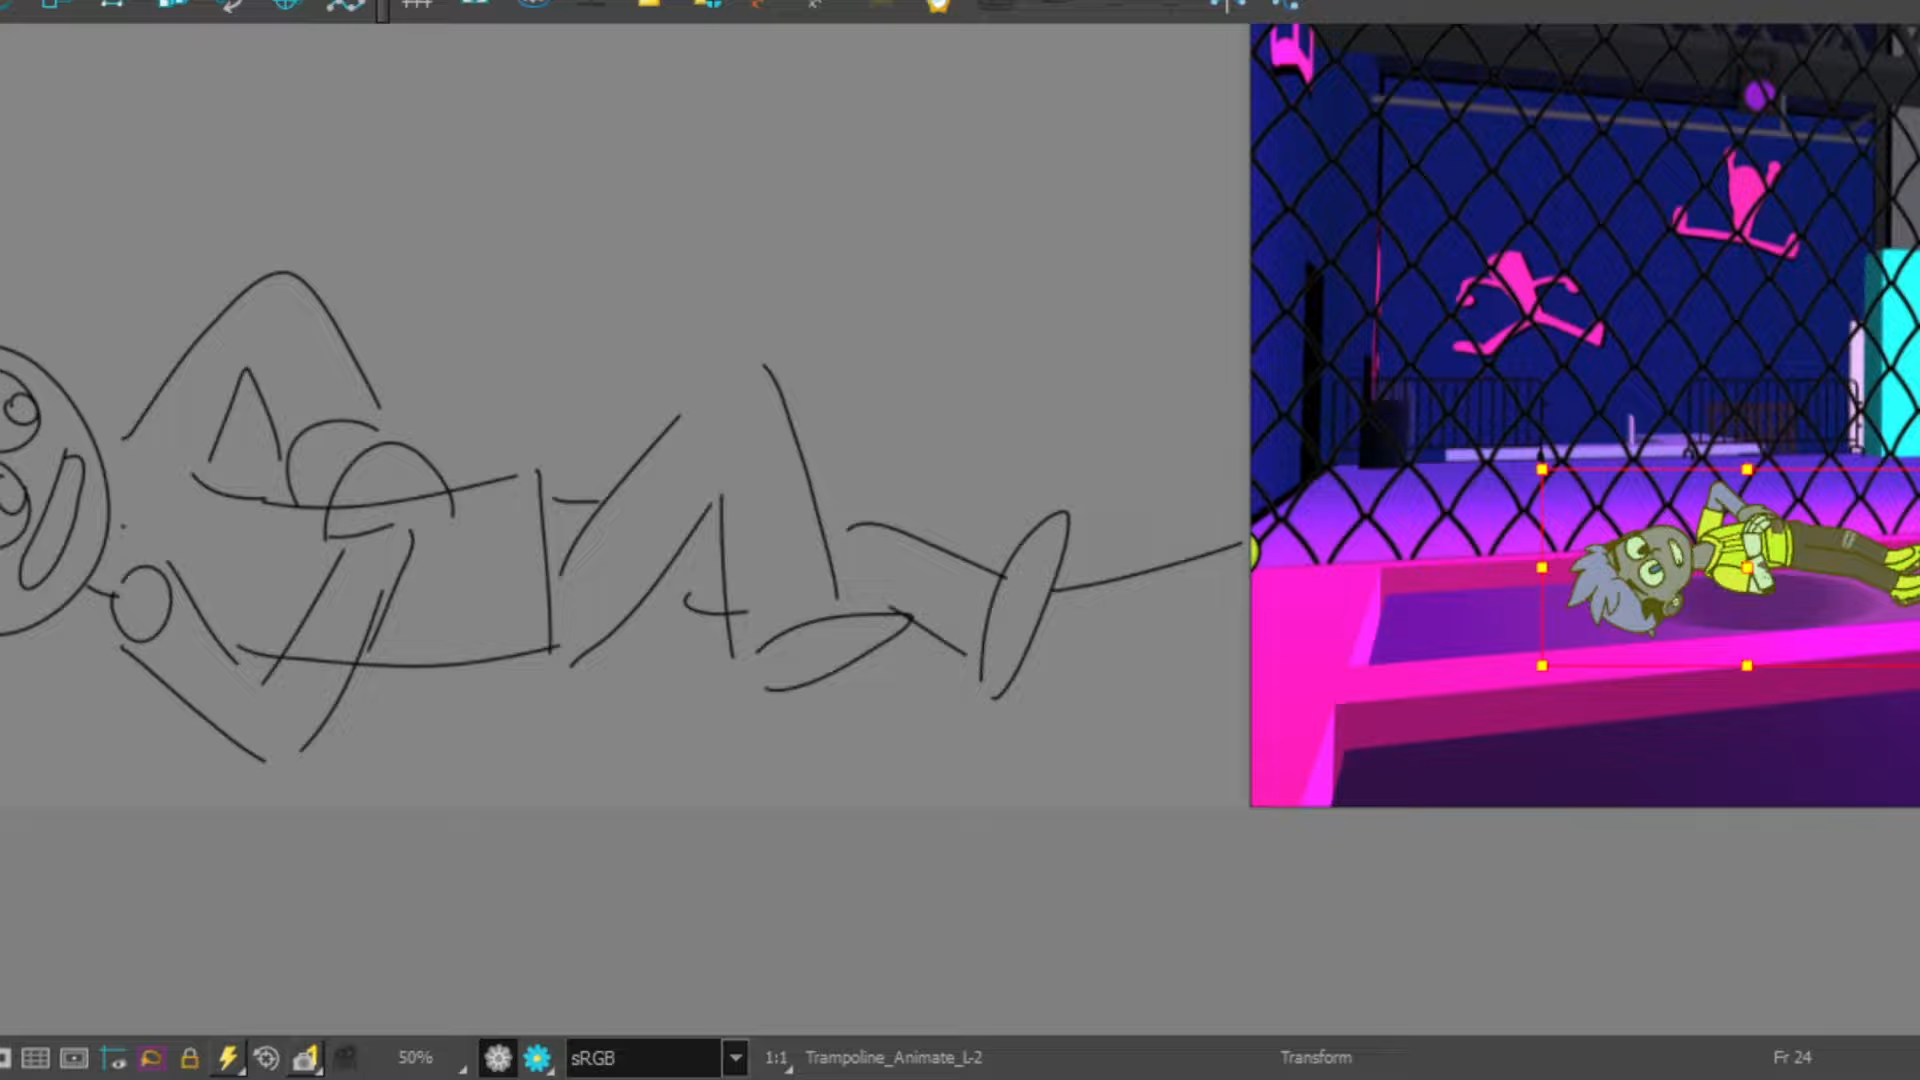 50%
sRGB
1:1
Trampoline_Animate_L-2
Transform
Fr 24